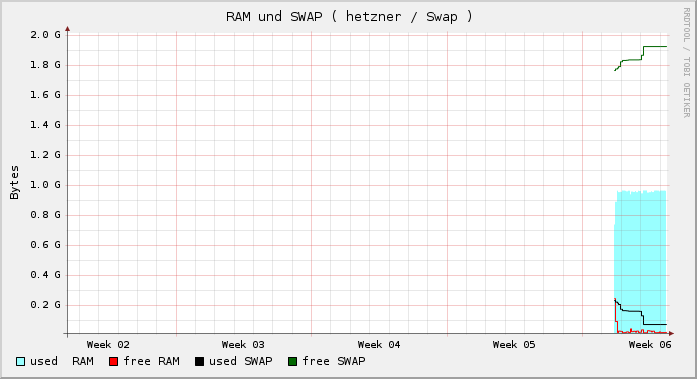 RAM und SWAP ( hetzner / Swap )
RRDTOOL / TOBI OETIKER
Bytes
2.0 G
1.8 G
1.6 G
1.4 G
1.2 G
1.0 G
0.8 G
0.6 G
0.4 G
0.2 G
Week 02 Week 03 Week 04 Week 05 Week 06
used RAM free RAM used SWAP free SWAP